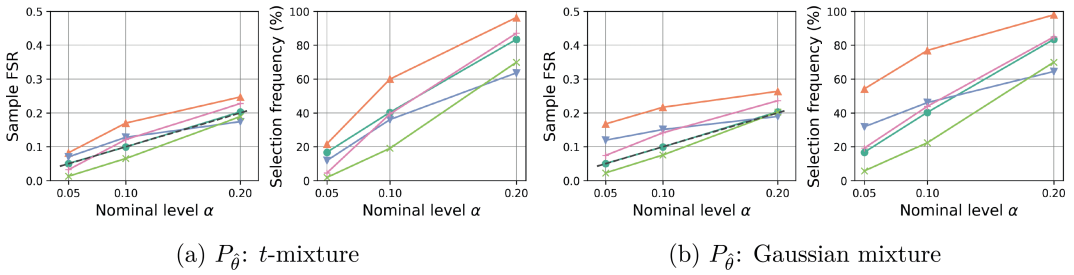 Sample FSR
0.5
0.4
0.3
0.2
0.1
0.0
0.05 0.10 0.20
Nominal level α
Selection frequency (%)
100
80
60
40
20
0
0.05 0.10 0.20
Nominal level α
(a) P_θ̂: t-mixture
Sample FSR
0.5
0.4
0.3
0.2
0.1
0.0
0.05 0.10 0.20
Nominal level α
Selection frequency (%)
100
80
60
40
20
0
0.05 0.10 0.20
Nominal level α
(b) P_θ̂: Gaussian mixture